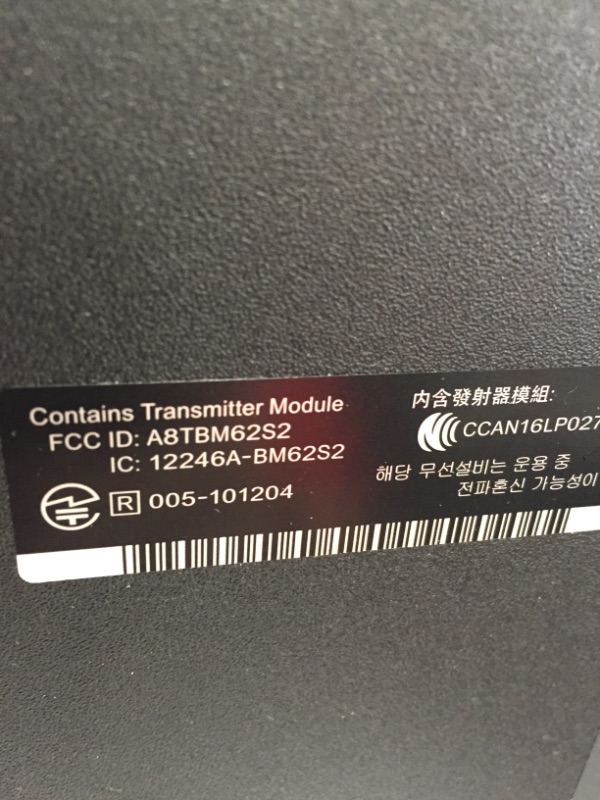 Contains Transmitter Module
FCC ID: A8TBM62S2
IC: 12246A-BM62S2
R 005-101204
內含發射器模組:
CCAN16LP027
해당 무선설비는 운용 중
전파혼신 가능성이